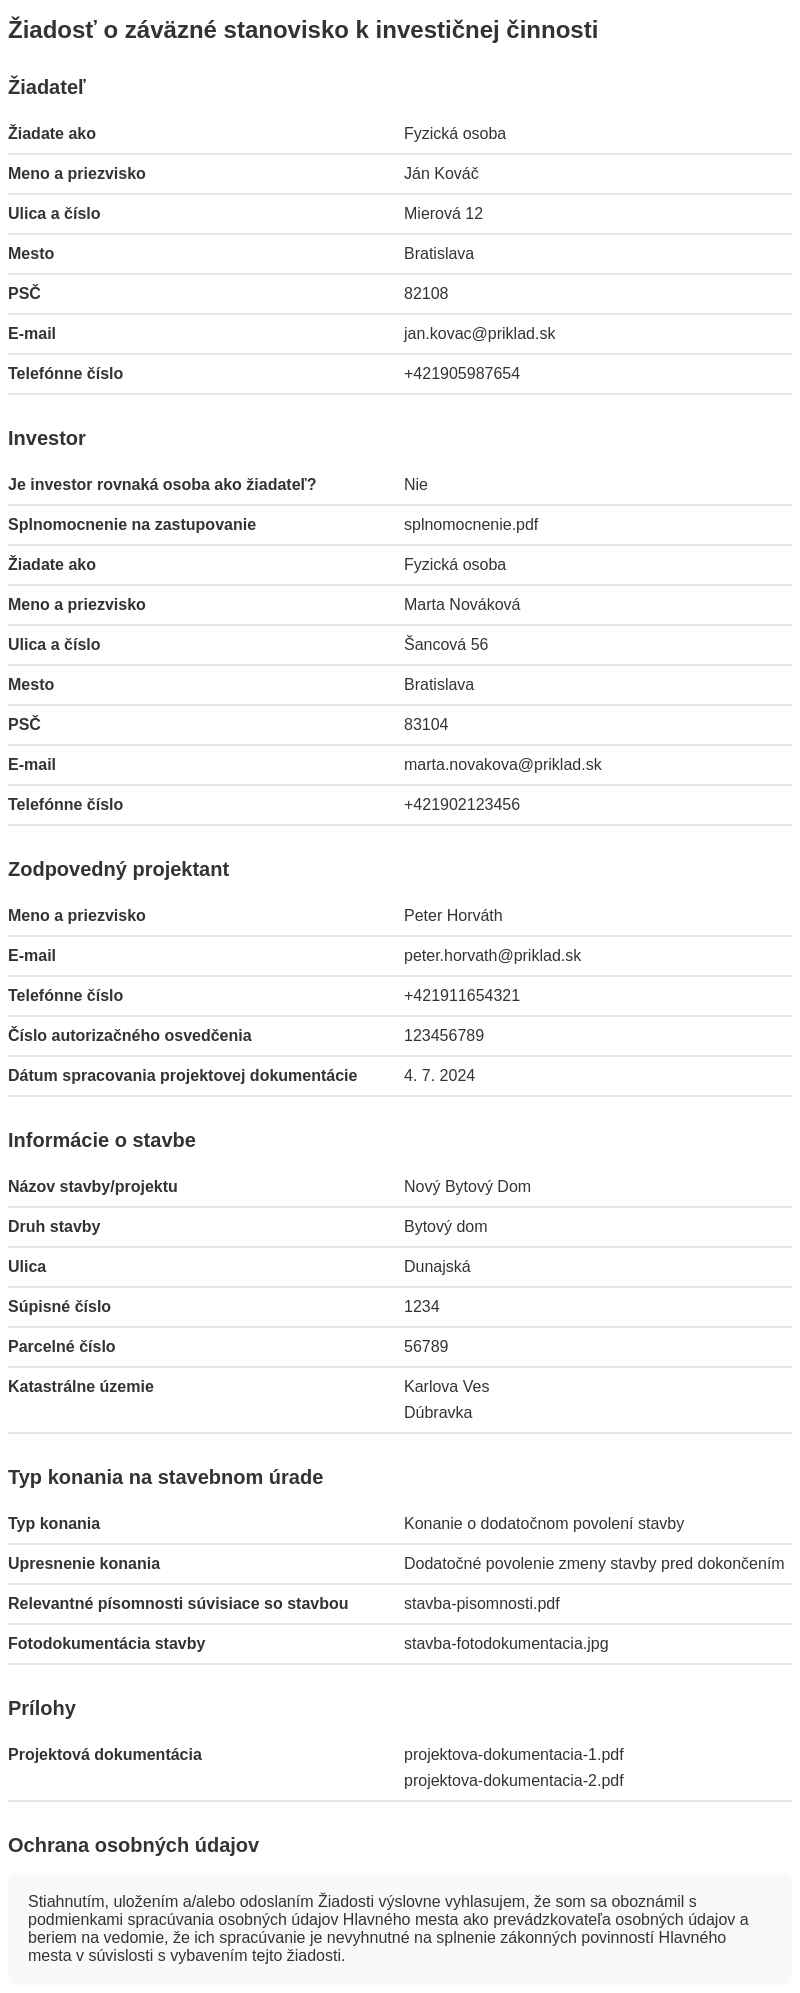 Žiadosť o záväzné stanovisko k investičnej činnosti
Žiadateľ
Žiadate ako Fyzická osoba
Meno a priezvisko Ján Kováč
Ulica a číslo Mierová 12
Mesto Bratislava
PSČ 82108
E-mail jan.kovac@priklad.sk
Telefónne číslo +421905987654
Investor
Je investor rovnaká osoba ako žiadateľ? Nie
Splnomocnenie na zastupovanie splnomocnenie.pdf
Žiadate ako Fyzická osoba
Meno a priezvisko Marta Nováková
Ulica a číslo Šancová 56
Mesto Bratislava
PSČ 83104
E-mail marta.novakova@priklad.sk
Telefónne číslo +421902123456
Zodpovedný projektant
Meno a priezvisko Peter Horváth
E-mail peter.horvath@priklad.sk
Telefónne číslo +421911654321
Číslo autorizačného osvedčenia 123456789
Dátum spracovania projektovej dokumentácie 4. 7. 2024
Informácie o stavbe
Názov stavby/projektu Nový Bytový Dom
Druh stavby Bytový dom
Ulica Dunajská
Súpisné číslo 1234
Parcelné číslo 56789
Katastrálne územie Karlova Ves
Dúbravka
Typ konania na stavebnom úrade
Typ konania Konanie o dodatočnom povolení stavby
Upresnenie konania Dodatočné povolenie zmeny stavby pred dokončením
Relevantné písomnosti súvisiace so stavbou stavba-pisomnosti.pdf
Fotodokumentácia stavby stavba-fotodokumentacia.jpg
Prílohy
Projektová dokumentácia projektova-dokumentacia-1.pdf
projektova-dokumentacia-2.pdf
Ochrana osobných údajov
Stiahnutím, uložením a/alebo odoslaním Žiadosti výslovne vyhlasujem, že som sa oboznámil s
podmienkami spracúvania osobných údajov Hlavného mesta ako prevádzkovateľa osobných údajov a
beriem na vedomie, že ich spracúvanie je nevyhnutné na splnenie zákonných povinností Hlavného
mesta v súvislosti s vybavením tejto žiadosti.